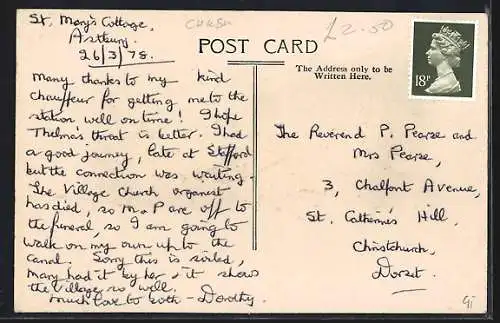 St. Mary's Cottage,
Astbury.
26/3/78.
Many thanks to my kind
chauffeur for getting me to the
station well on time! I hope
Thelma's throat is better. I had
a good journey, late at Stafford
but the connection was waiting.
The Village Church organist
has died, so M & P are off to
the funeral, so I am going to
walk on my own up to the
canal. Sorry this is soiled,
Mary had it by her & it shows
the village so well.
Much love to both - Dorothy.
£2.50
POST CARD
The Address only to be
Written Here.
18P
The Reverend P. Pearse and
Mrs Pearse,
3, Chalfont Avenue,
St. Catherine's Hill,
Christchurch,
Dorset.